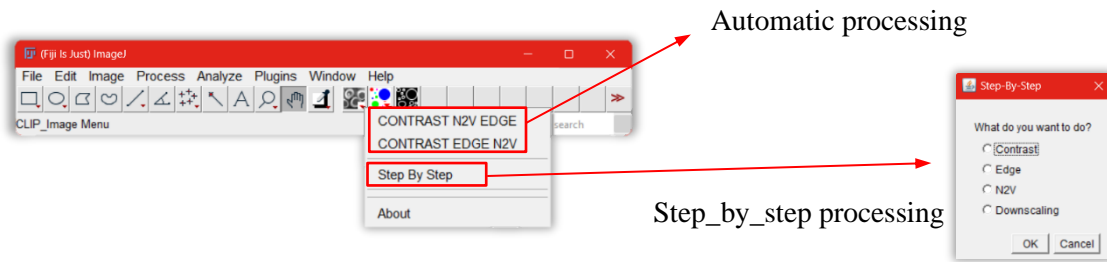 Automatic processing
(Fiji Is Just) ImageJ
File Edit Image Process Analyze Plugins Window Help
CLIP_Image Menu
search
CONTRAST N2V EDGE
CONTRAST EDGE N2V
Step By Step
About
Step_by_step processing
Step-By-Step
What do you want to do?
Contrast
Edge
N2V
Downscaling
OK Cancel